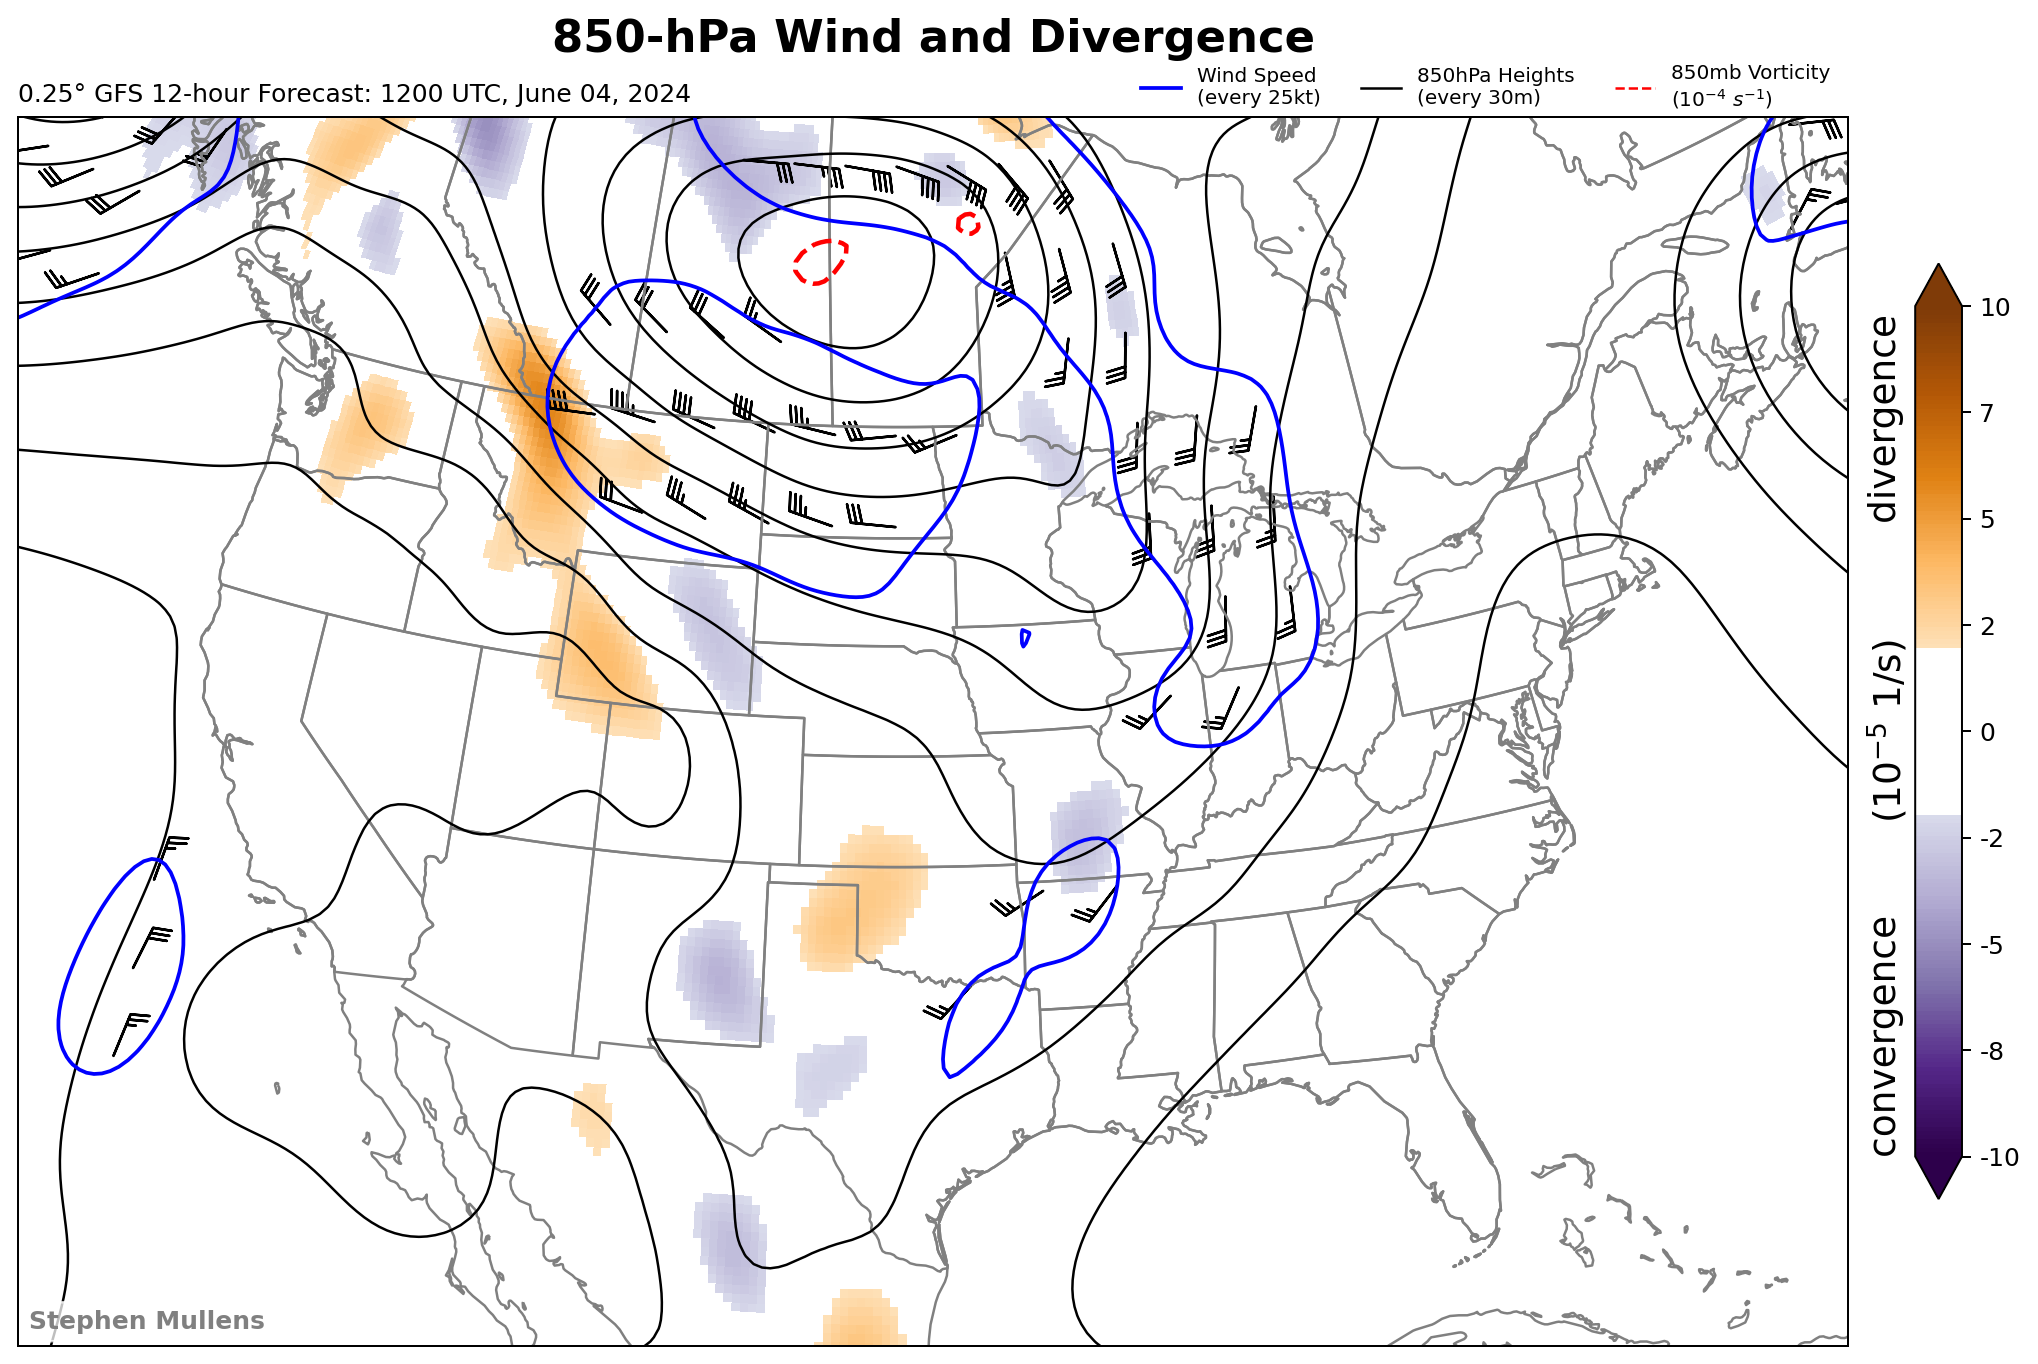 850-hPa Wind and Divergence
0.25° GFS 12-hour Forecast: 1200 UTC, June 04, 2024
Wind Speed
(every 25kt)
850hPa Heights
(every 30m)
850mb Vorticity
(10⁻⁴ s⁻¹)
10
7
5
2
0
-2
-5
-8
-10
convergence (10⁻⁵ 1/s) divergence
Stephen Mullens